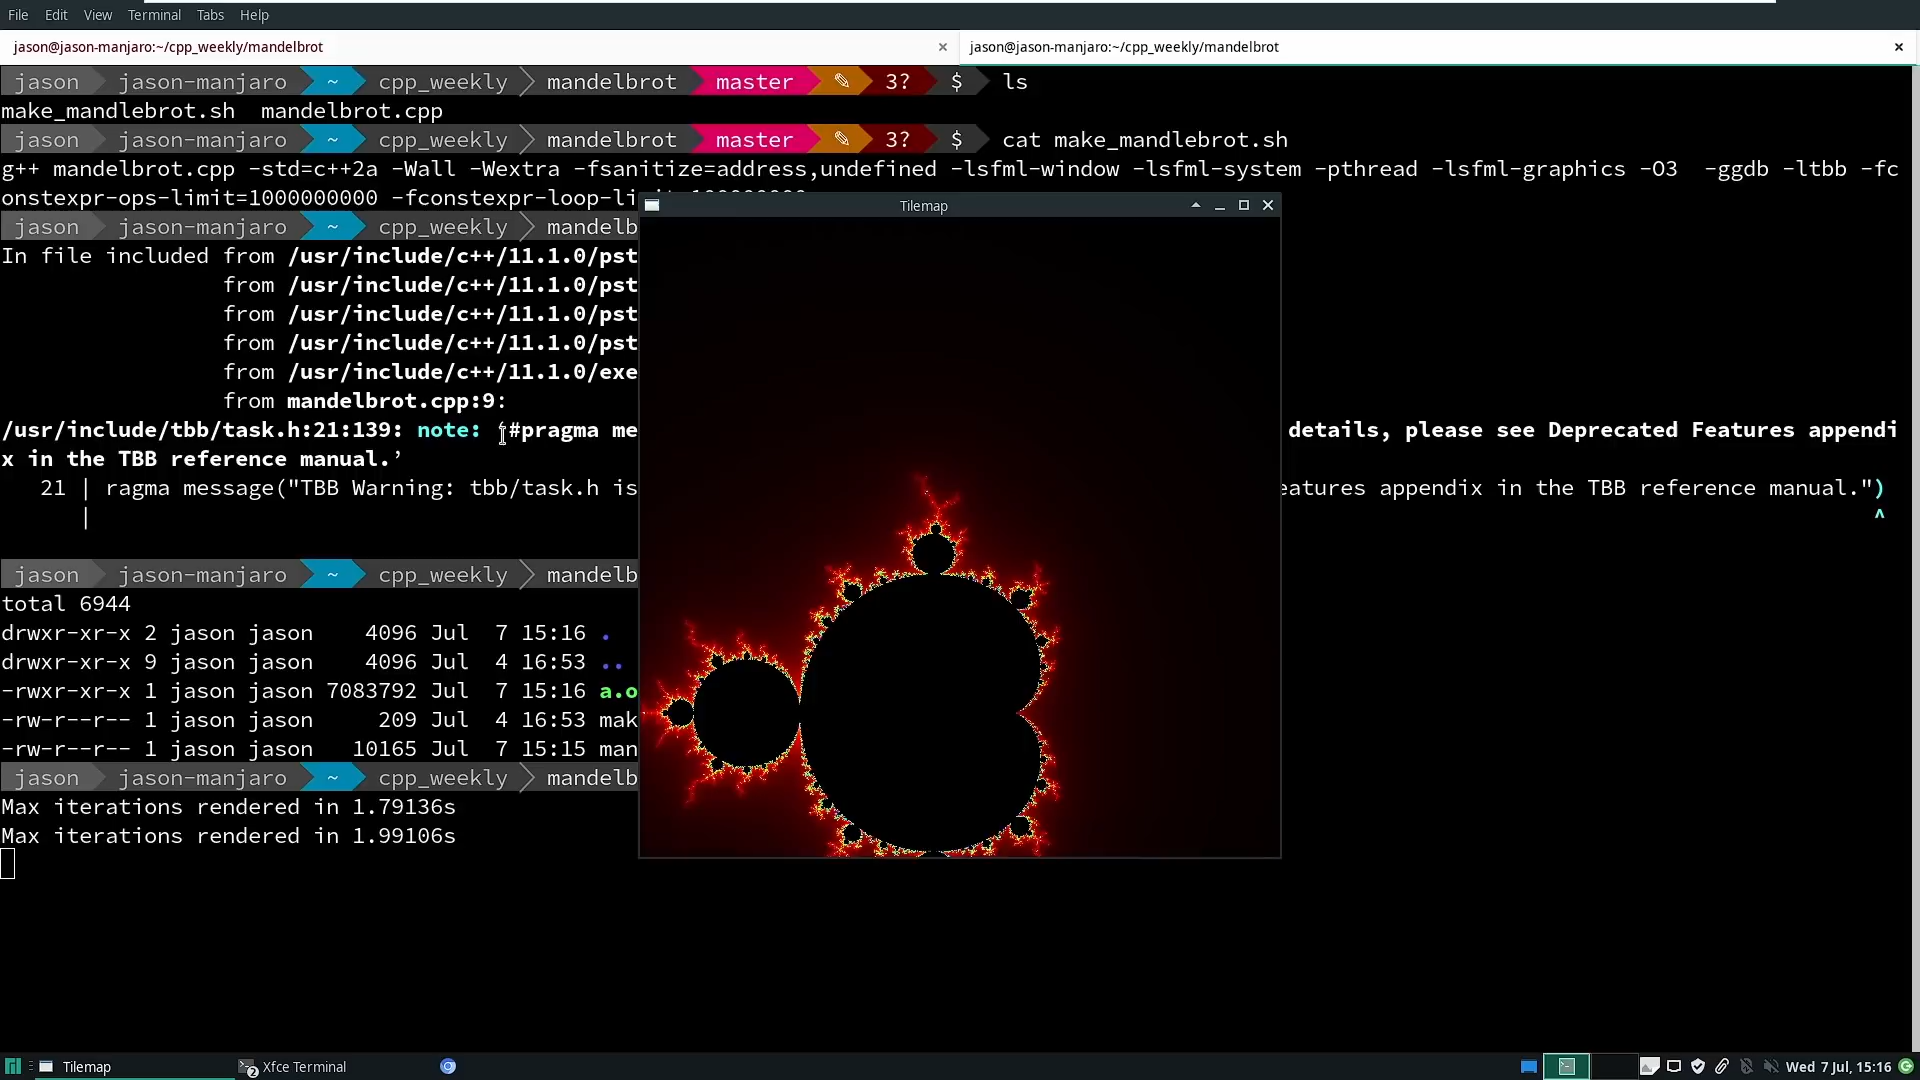 File Edit View Terminal Tabs Help
jason@jason-manjaro:~/cpp_weekly/mandelbrot × jason@jason-manjaro:~/cpp_weekly/mandelbrot ×
jason jason-manjaro ~ cpp_weekly mandelbrot master ✎ 3? $ ls
make_mandlebrot.sh mandelbrot.cpp
jason jason-manjaro ~ cpp_weekly mandelbrot master ✎ 3? $ cat make_mandlebrot.sh
g++ mandelbrot.cpp -std=c++2a -Wall -Wextra -fsanitize=address,undefined -lsfml-window -lsfml-system -pthread -lsfml-graphics -O3 -ggdb -ltbb -fc
onstexpr-ops-limit=1000000000 -fconstexpr-loop-li
Tilemap
jason jason-manjaro ~ cpp_weekly mandelb
In file included from /usr/include/c++/11.1.0/pst
from /usr/include/c++/11.1.0/pst
from /usr/include/c++/11.1.0/pst
from /usr/include/c++/11.1.0/pst
from /usr/include/c++/11.1.0/exe
from mandelbrot.cpp:9:
/usr/include/tbb/task.h:21:139: note: ‘#pragma me details, please see Deprecated Features appendi
x in the TBB reference manual.’
21 | ragma message("TBB Warning: tbb/task.h is eatures appendix in the TBB reference manual.")
| ^
jason jason-manjaro ~ cpp_weekly mandelb
total 6944
drwxr-xr-x 2 jason jason 4096 Jul 7 15:16 .
drwxr-xr-x 9 jason jason 4096 Jul 4 16:53 ..
-rwxr-xr-x 1 jason jason 7083792 Jul 7 15:16 a.o
-rw-r--r-- 1 jason jason 209 Jul 4 16:53 mak
-rw-r--r-- 1 jason jason 10165 Jul 7 15:15 man
jason jason-manjaro ~ cpp_weekly mandelb
Max iterations rendered in 1.79136s
Max iterations rendered in 1.99106s
Tilemap 2 Xfce Terminal Wed 7 Jul, 15:16